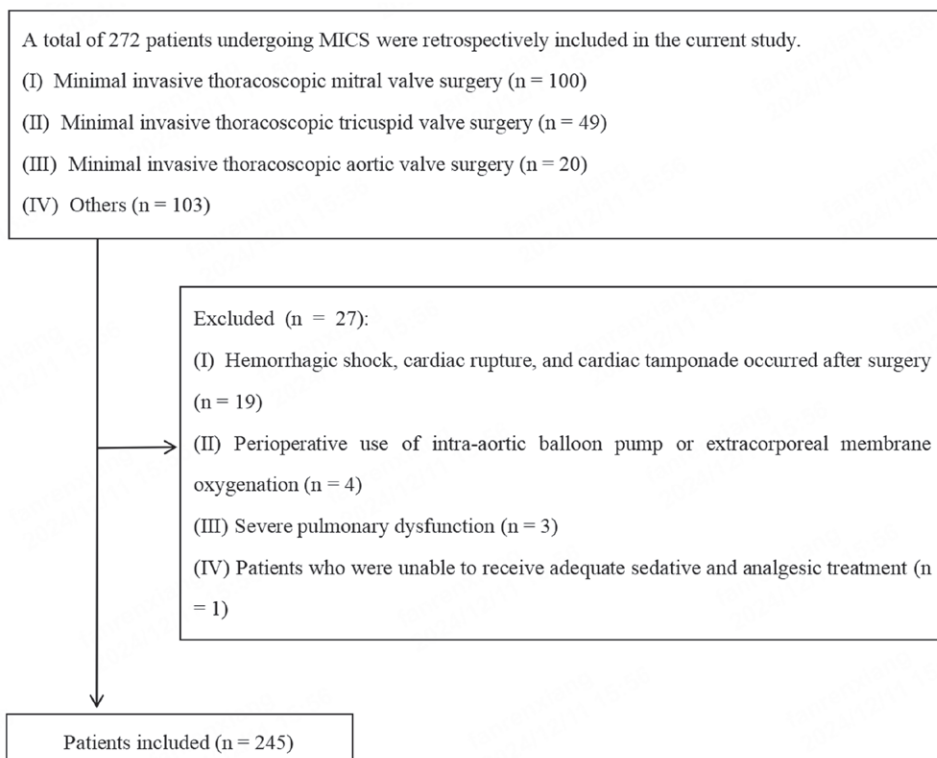 A total of 272 patients undergoing MICS were retrospectively included in the current study.
(I) Minimal invasive thoracoscopic mitral valve surgery (n = 100)
(II) Minimal invasive thoracoscopic tricuspid valve surgery (n = 49)
(III) Minimal invasive thoracoscopic aortic valve surgery (n = 20)
(IV) Others (n = 103)
Excluded (n = 27):
(I) Hemorrhagic shock, cardiac rupture, and cardiac tamponade occurred after surgery
(n = 19)
(II) Perioperative use of intra-aortic balloon pump or extracorporeal membrane
oxygenation (n = 4)
(III) Severe pulmonary dysfunction (n = 3)
(IV) Patients who were unable to receive adequate sedative and analgesic treatment (n
= 1)
Patients included (n = 245)